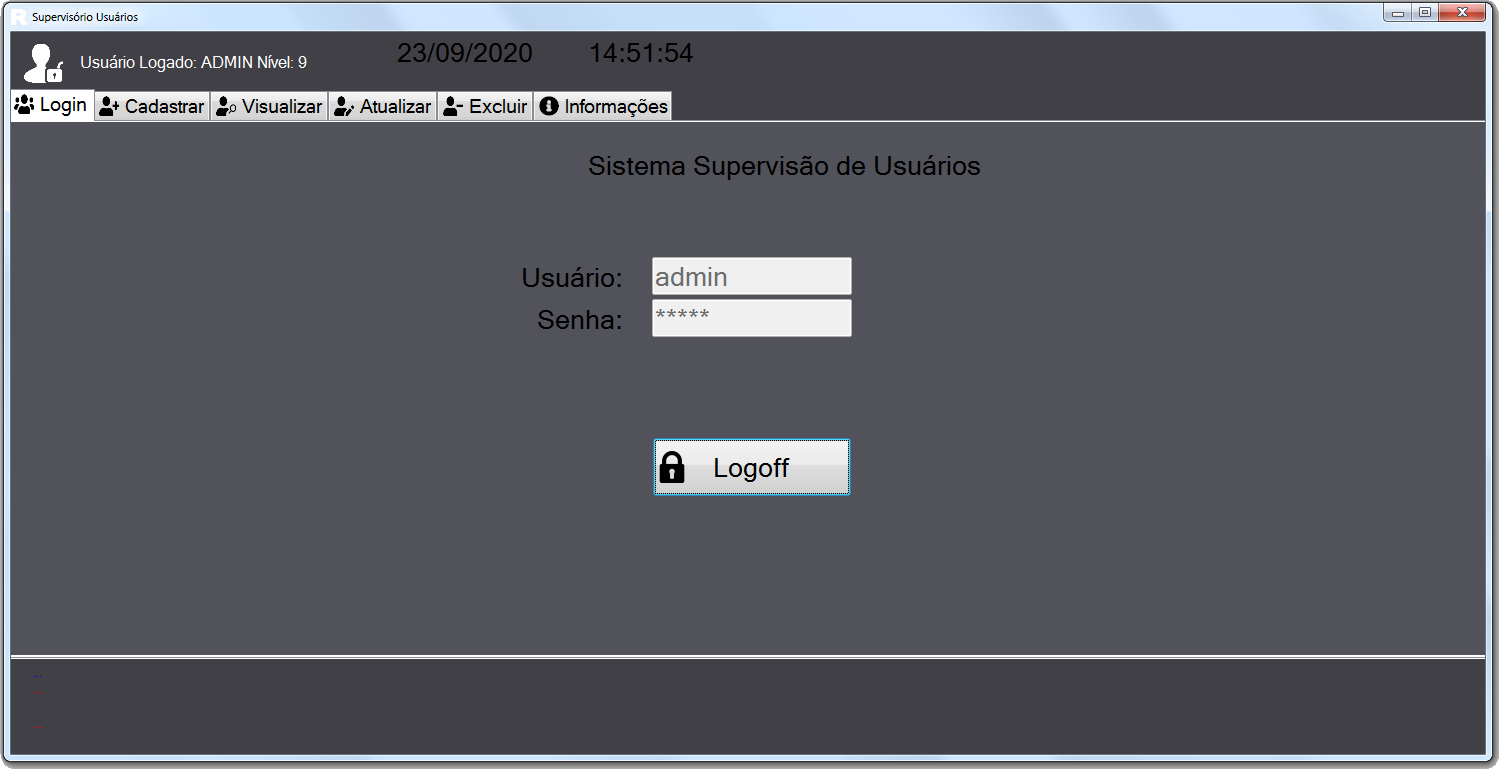 R Supervisório Usuários
Usuário Logado: ADMIN Nível: 9
23/09/2020 14:51:54
Login Cadastrar Visualizar Atualizar Excluir Informações
Sistema Supervisão de Usuários
Usuário: admin
Senha: *****
Logoff
...
...
...